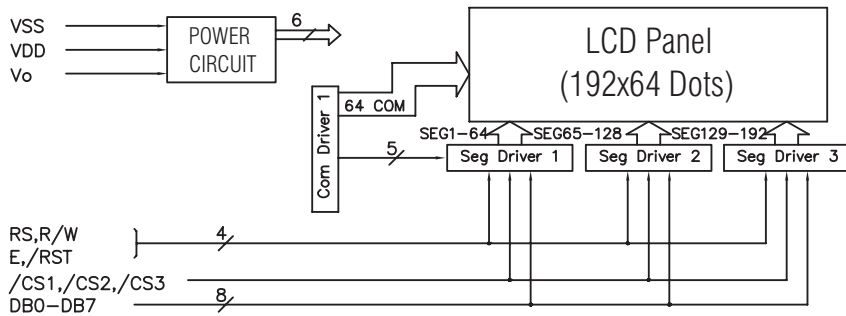 VSS
VDD
Vo
POWER
CIRCUIT
6
LCD Panel
(192x64 Dots)
Com Driver 1
64 COM
SEG1-64
SEG65-128
SEG129-192
5
Seg Driver 1
Seg Driver 2
Seg Driver 3
RS,R/W
E,/RST
4
/CS1,/CS2,/CS3
DB0-DB7
8